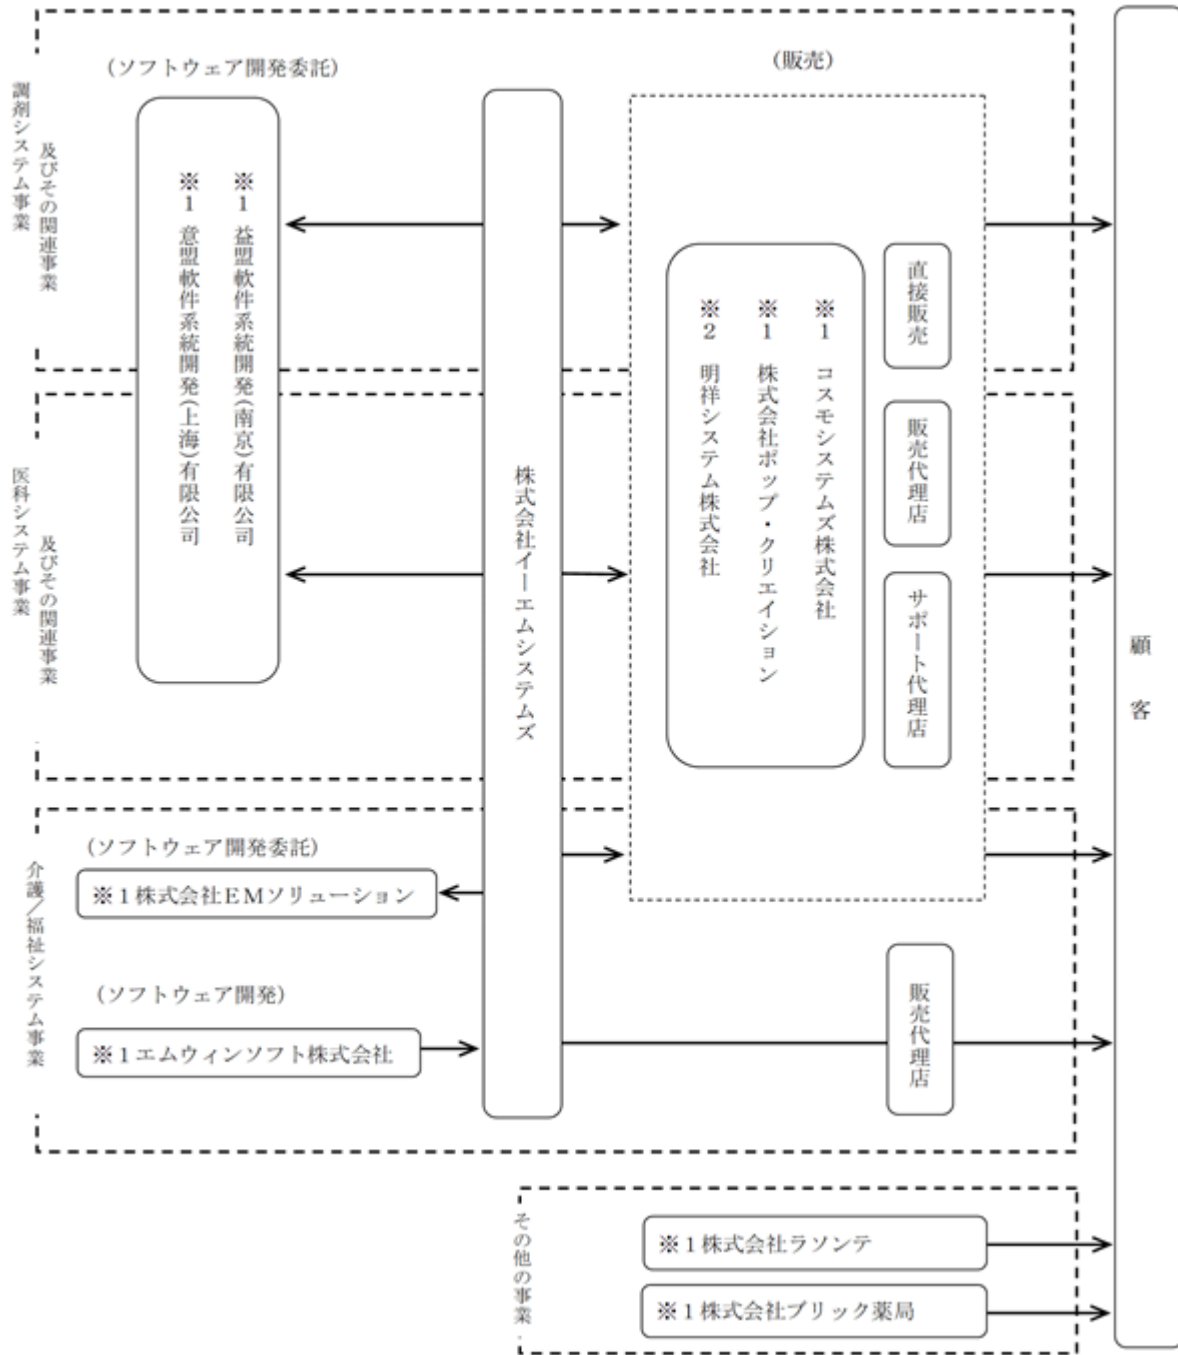 (ソフトウェア開発委託)
(販売)
調剤システム事業
及びその関連事業
※1 益盟軟件系統開発(南京)有限公司
※1 意盟軟件系統開発(上海)有限公司
株式会社イーエムシステムズ
※1 コスモシステムズ株式会社
※1 株式会社ポップ・クリエイション
※2 明祥システム株式会社
直接販売
販売代理店
サポート代理店
顧客
医科システム事業
及びその関連事業
介護/福祉システム事業
(ソフトウェア開発委託)
※1株式会社EMソリューション
(ソフトウェア開発)
※1エムウィンソフト株式会社
販売代理店
その他の事業
※1株式会社ラソンテ
※1株式会社ブリック薬局